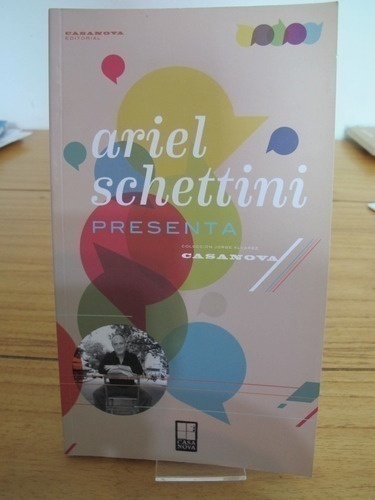 CASANOVA
EDITORIAL
ariel
schettini
PRESENTA
COLECCIÓN JORGE ÁLVAREZ
CASANOVA
CASA
NOVA